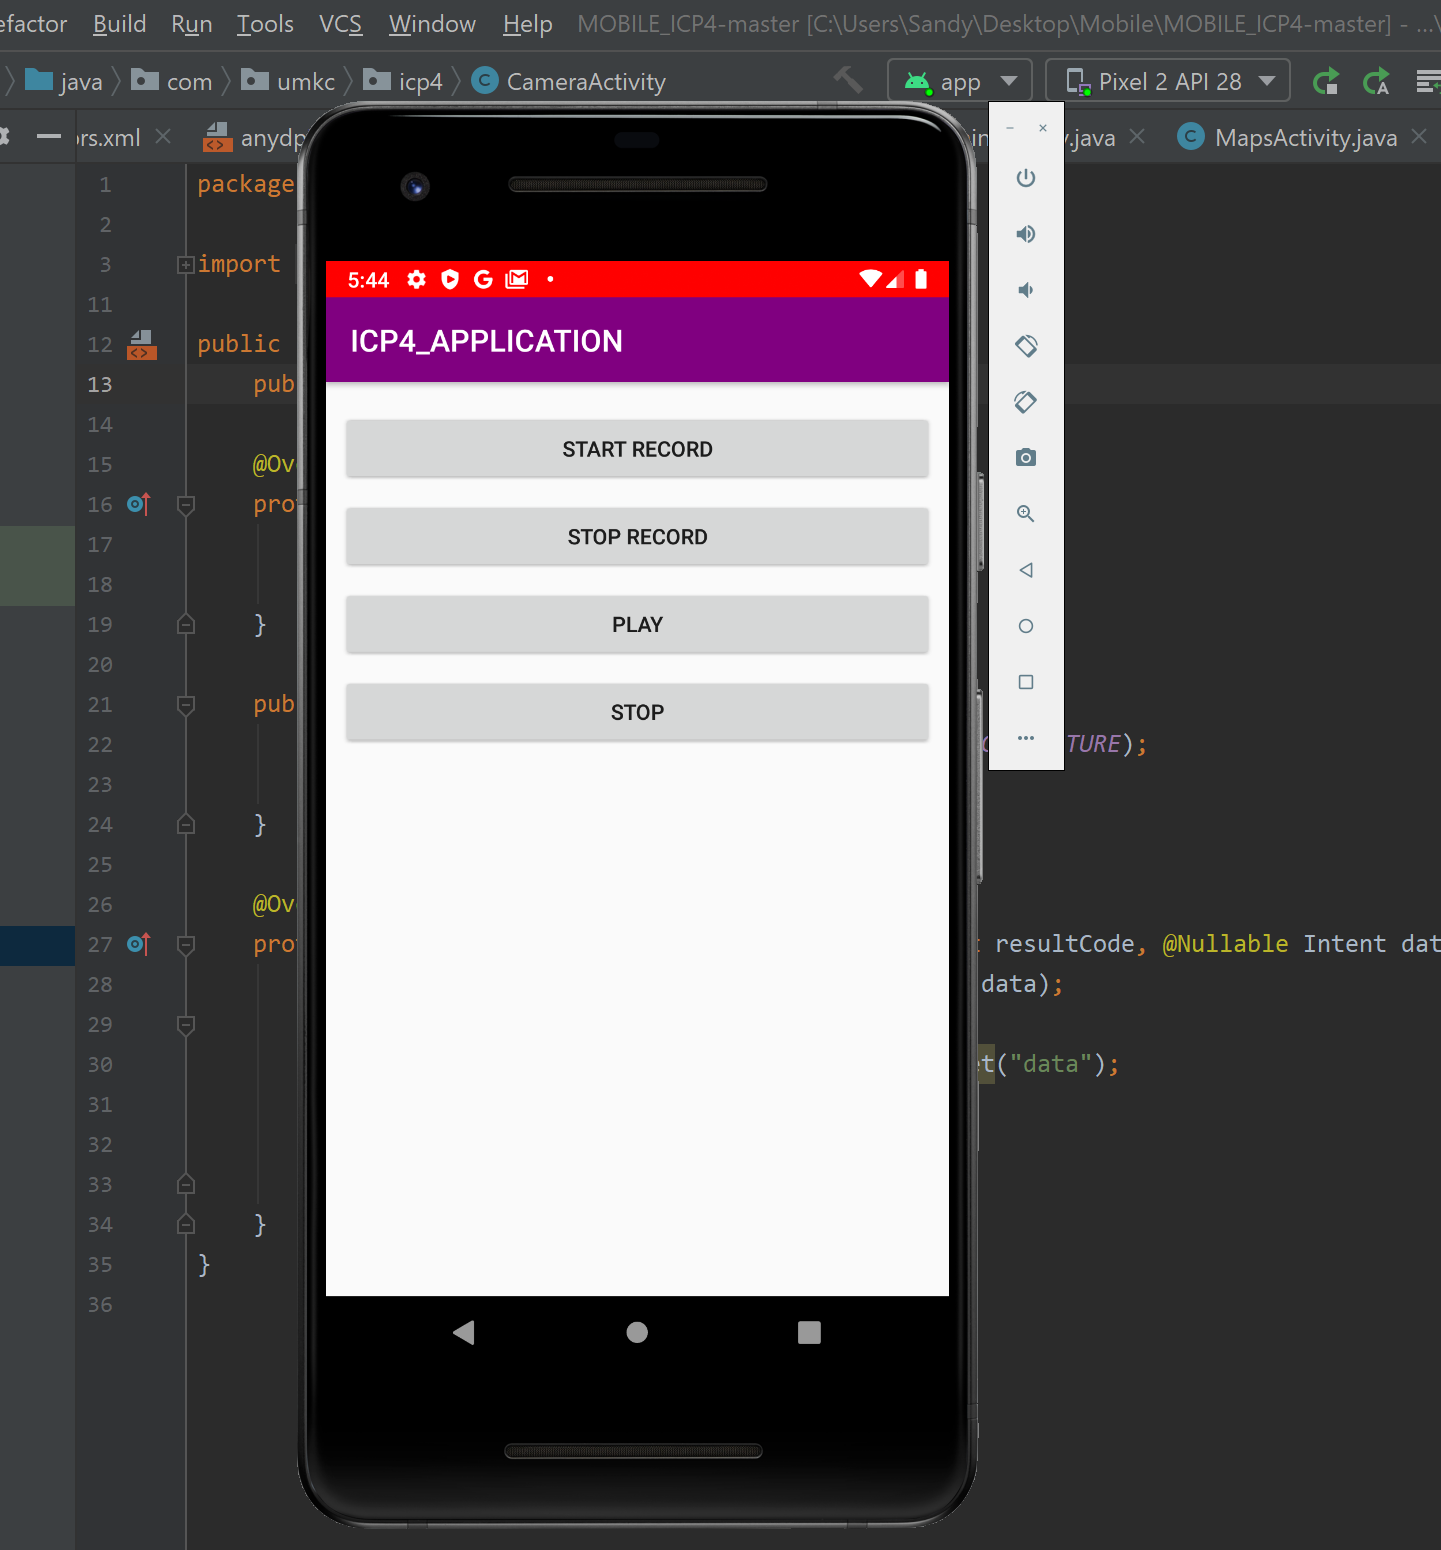 efactor Build Run Tools VCS Window Help MOBILE_ICP4-master [C:\Users\Sandy\Desktop\Mobile\MOBILE_ICP4-master] - ...\
java com umkc icp4 CameraActivity app Pixel 2 API 28
ors.xml anydp .java MapsActivity.java
1 package
2
3 import
11
12 public
13 pub
14
15 @Ov
16 pro
17
18
19 }
20
21 pub
22 TURE);
23
24 }
25
26 @Ov
27 pro resultCode, @Nullable Intent dat
28 data);
29
30 et("data");
31
32
33
34 }
35 }
36
5:44
ICP4_APPLICATION
START RECORD
STOP RECORD
PLAY
STOP